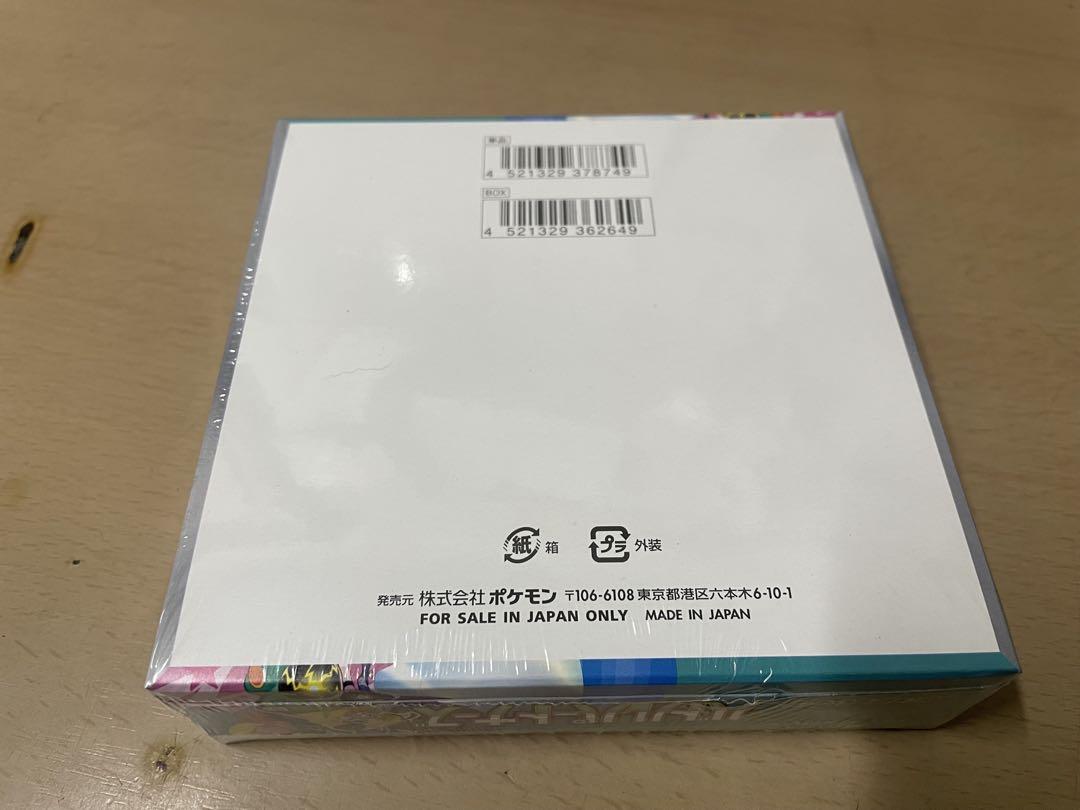 単品
4 521329 378749
BOX
4 521329 362649
紙 箱 プラ 外装
発売元 株式会社 ポケモン 〒106-6108 東京都港区六本木6-10-1
FOR SALE IN JAPAN ONLY MADE IN JAPAN